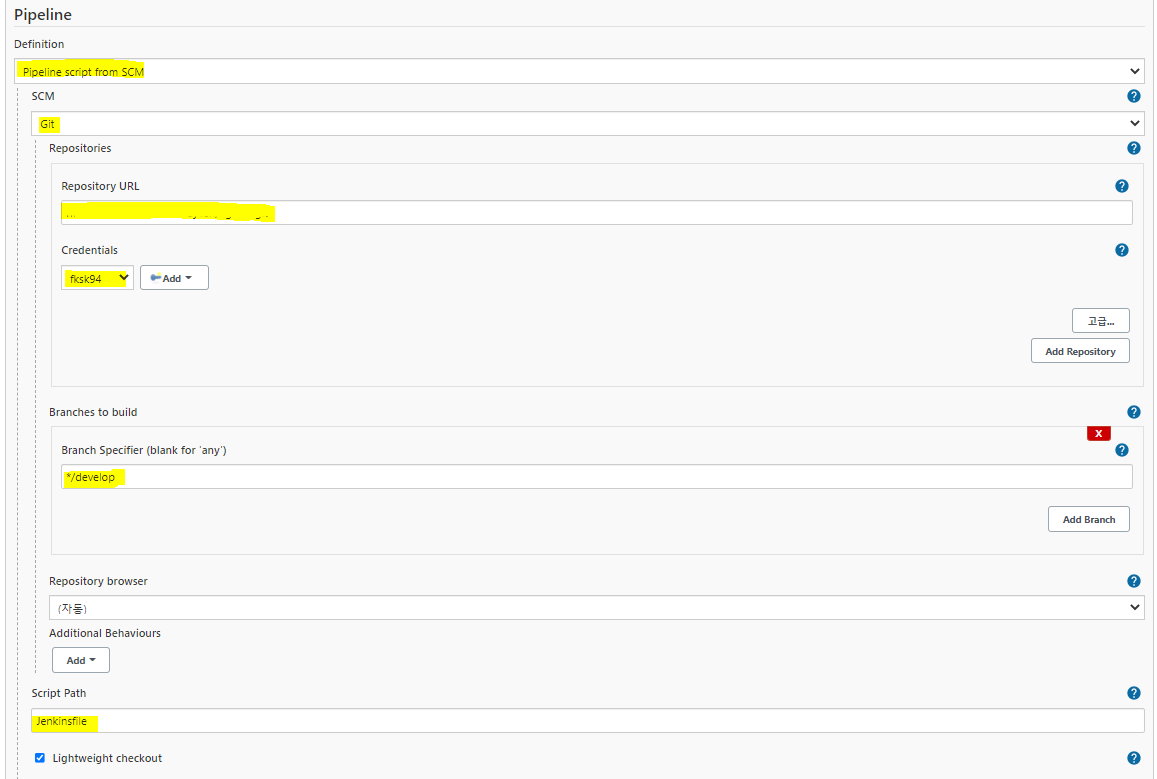 Pipeline
Definition
Pipeline script from SCM
SCM
Git
Repositories
Repository URL
Credentials
fksk94
Add
고급...
Add Repository
Branches to build
X
Branch Specifier (blank for 'any')
*/develop
Add Branch
Repository browser
(자동)
Additional Behaviours
Add
Script Path
Jenkinsfile
Lightweight checkout